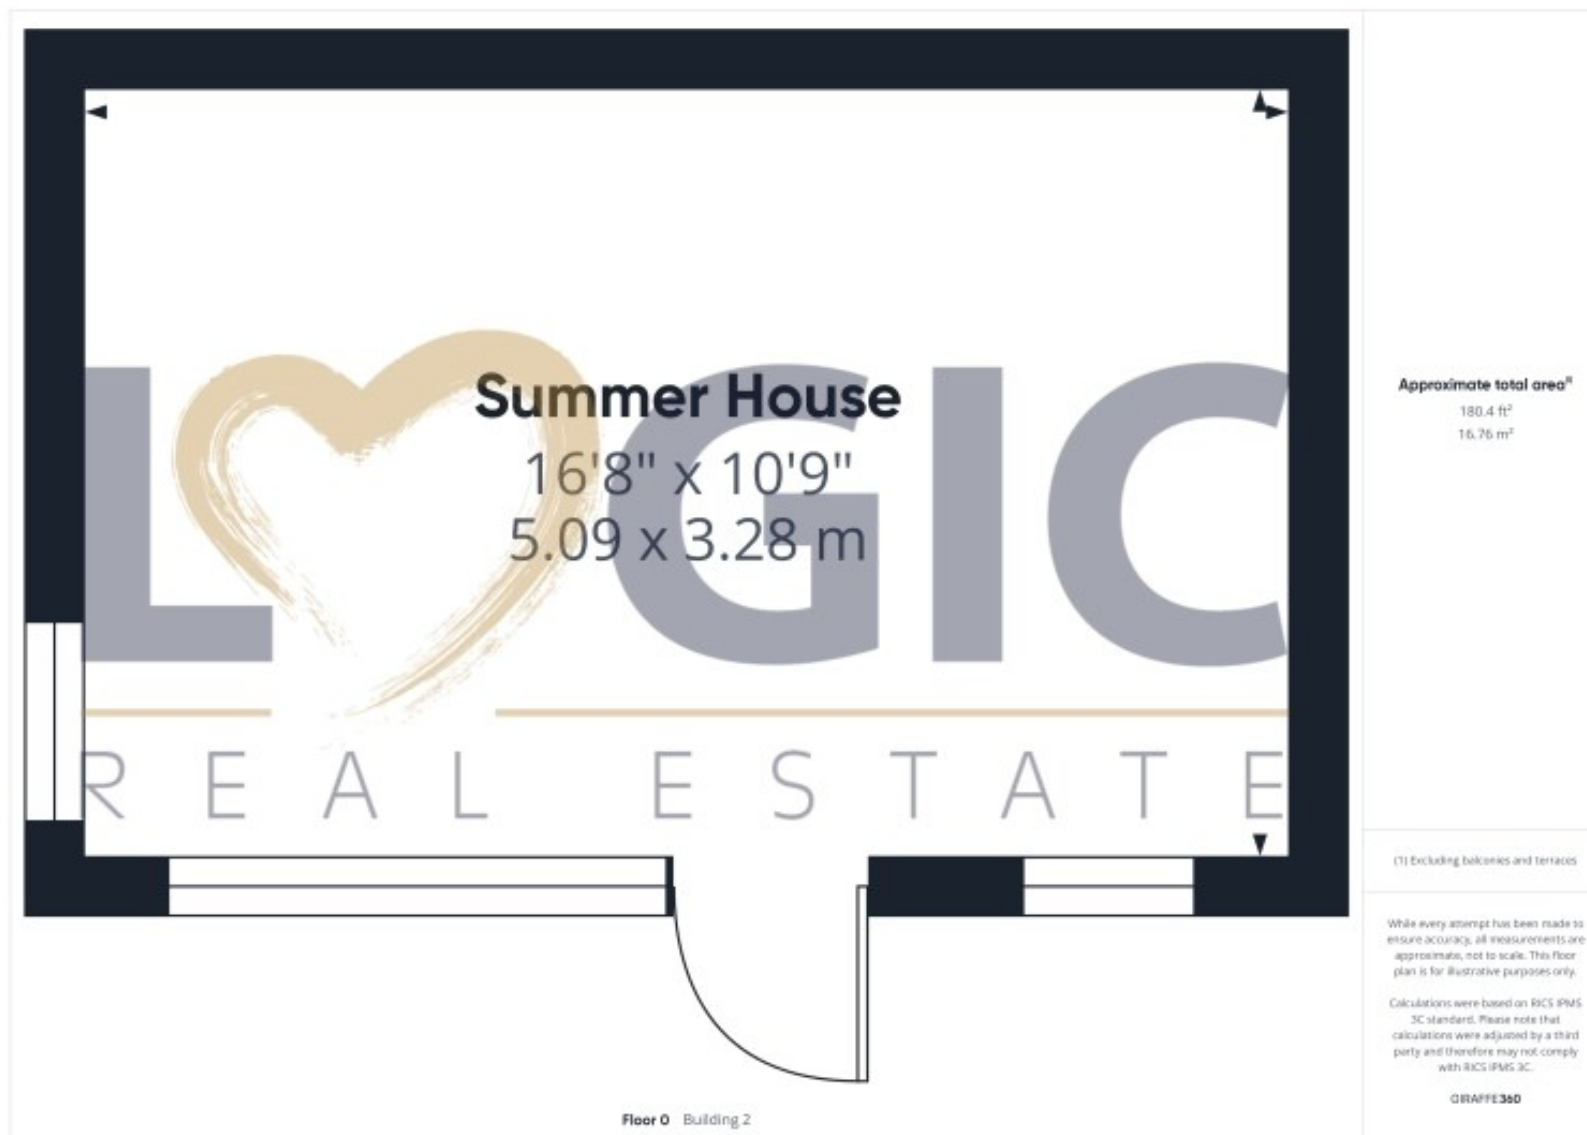 Summer House
16'8" x 10'9"
5.09 x 3.28 m
LOGIC
REAL ESTATE
Floor 0 Building 2
Approximate total area⁽¹⁾
180.4 ft²
16.76 m²
(1) Excluding balconies and terraces
While every attempt has been made to
ensure accuracy, all measurements are
approximate, not to scale. This floor
plan is for illustrative purposes only.
Calculations were based on RICS IPMS
3C standard. Please note that
calculations were adjusted by a third
party and therefore may not comply
with RICS IPMS 3C.
GIRAFFE360